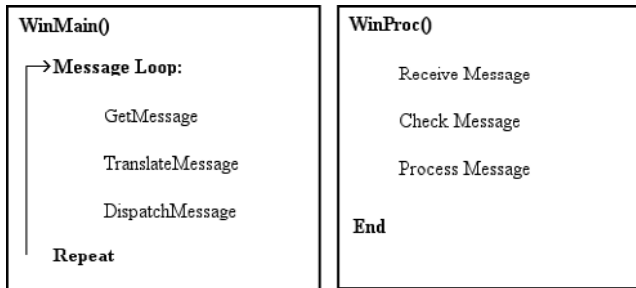 WinMain()
Message Loop:
GetMessage
TranslateMessage
DispatchMessage
Repeat
WinProc()
Receive Message
Check Message
Process Message
End